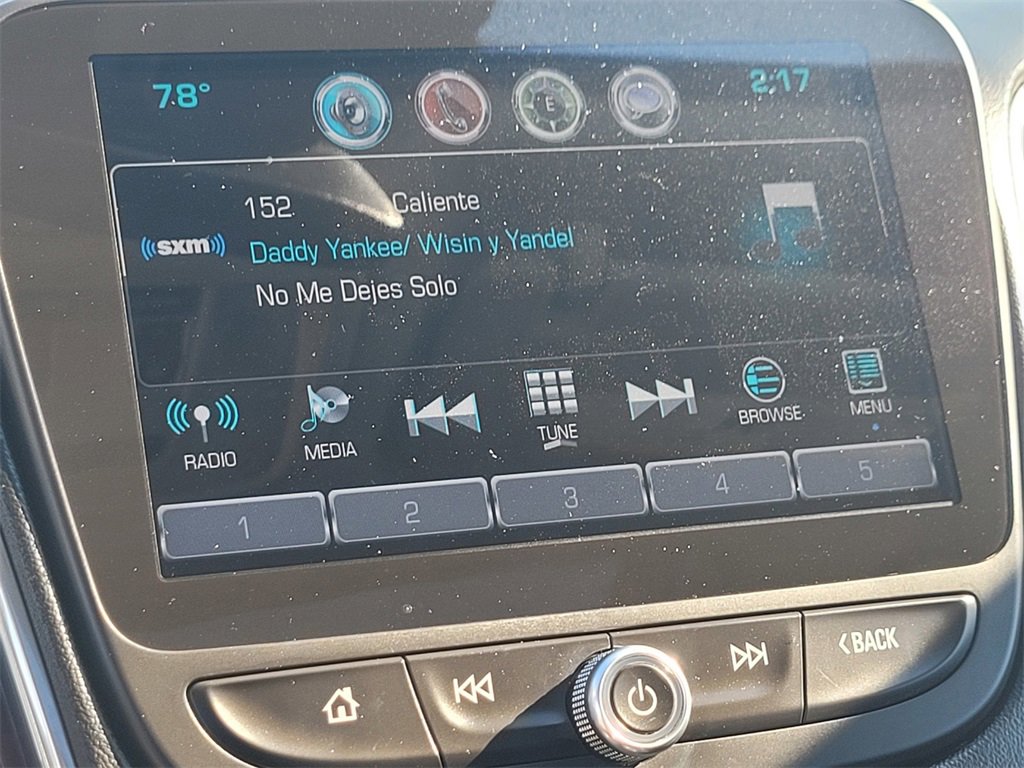 78°
E
2:17
152 Caliente
((sxm))
Daddy Yankee/ Wisin y Yandel
No Me Dejes Solo
RADIO
MEDIA
TUNE
BROWSE
MENU
1
2
3
4
5
BACK